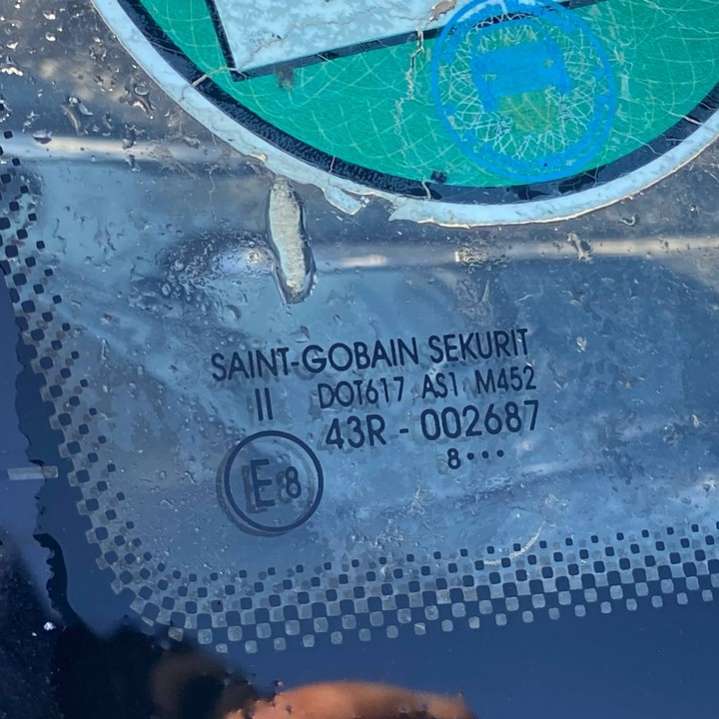 SAINT-GOBAIN SEKURIT
II DOT617 AS1 M452
43R - 002687
E8 8•••